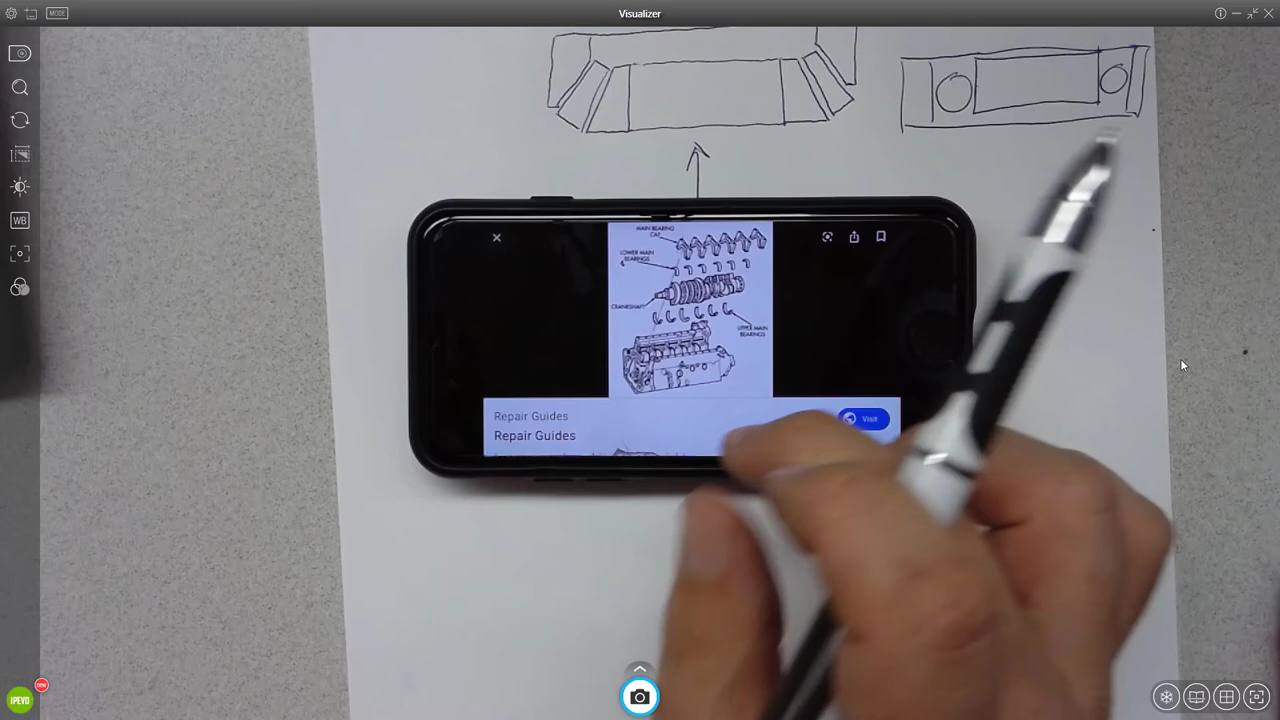 MODE
Visualizer
WB
MAIN BEARING
CAP
LOWER MAIN
BEARINGS
CRANKSHAFT
UPPER MAIN
BEARINGS
Repair Guides
Visit
Repair Guides
IPEVO
new